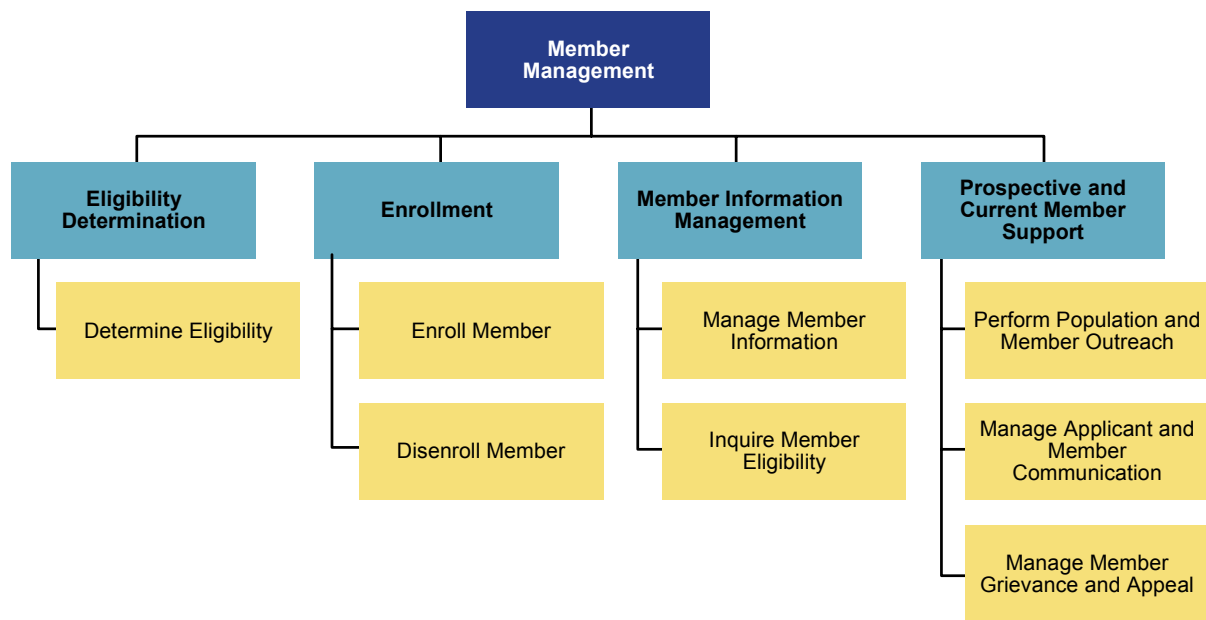 Member
Management
Eligibility
Determination
Enrollment
Member Information
Management
Prospective and
Current Member
Support
Determine Eligibility
Enroll Member
Disenroll Member
Manage Member
Information
Inquire Member
Eligibility
Perform Population and
Member Outreach
Manage Applicant and
Member
Communication
Manage Member
Grievance and Appeal